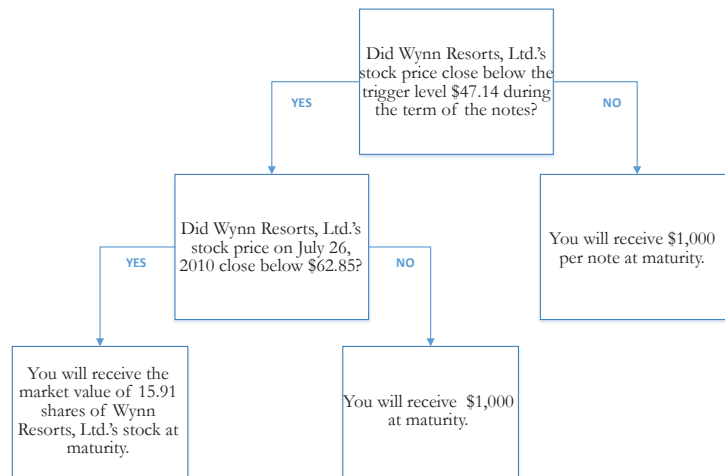 Did Wynn Resorts, Ltd.'s
stock price close below the
trigger level $47.14 during
the term of the notes?
YES
NO
Did Wynn Resorts, Ltd.'s
stock price on July 26,
2010 close below $62.85?
You will receive $1,000
per note at maturity.
YES
NO
You will receive the
market value of 15.91
shares of Wynn
Resorts, Ltd.'s stock at
maturity.
You will receive $1,000
at maturity.